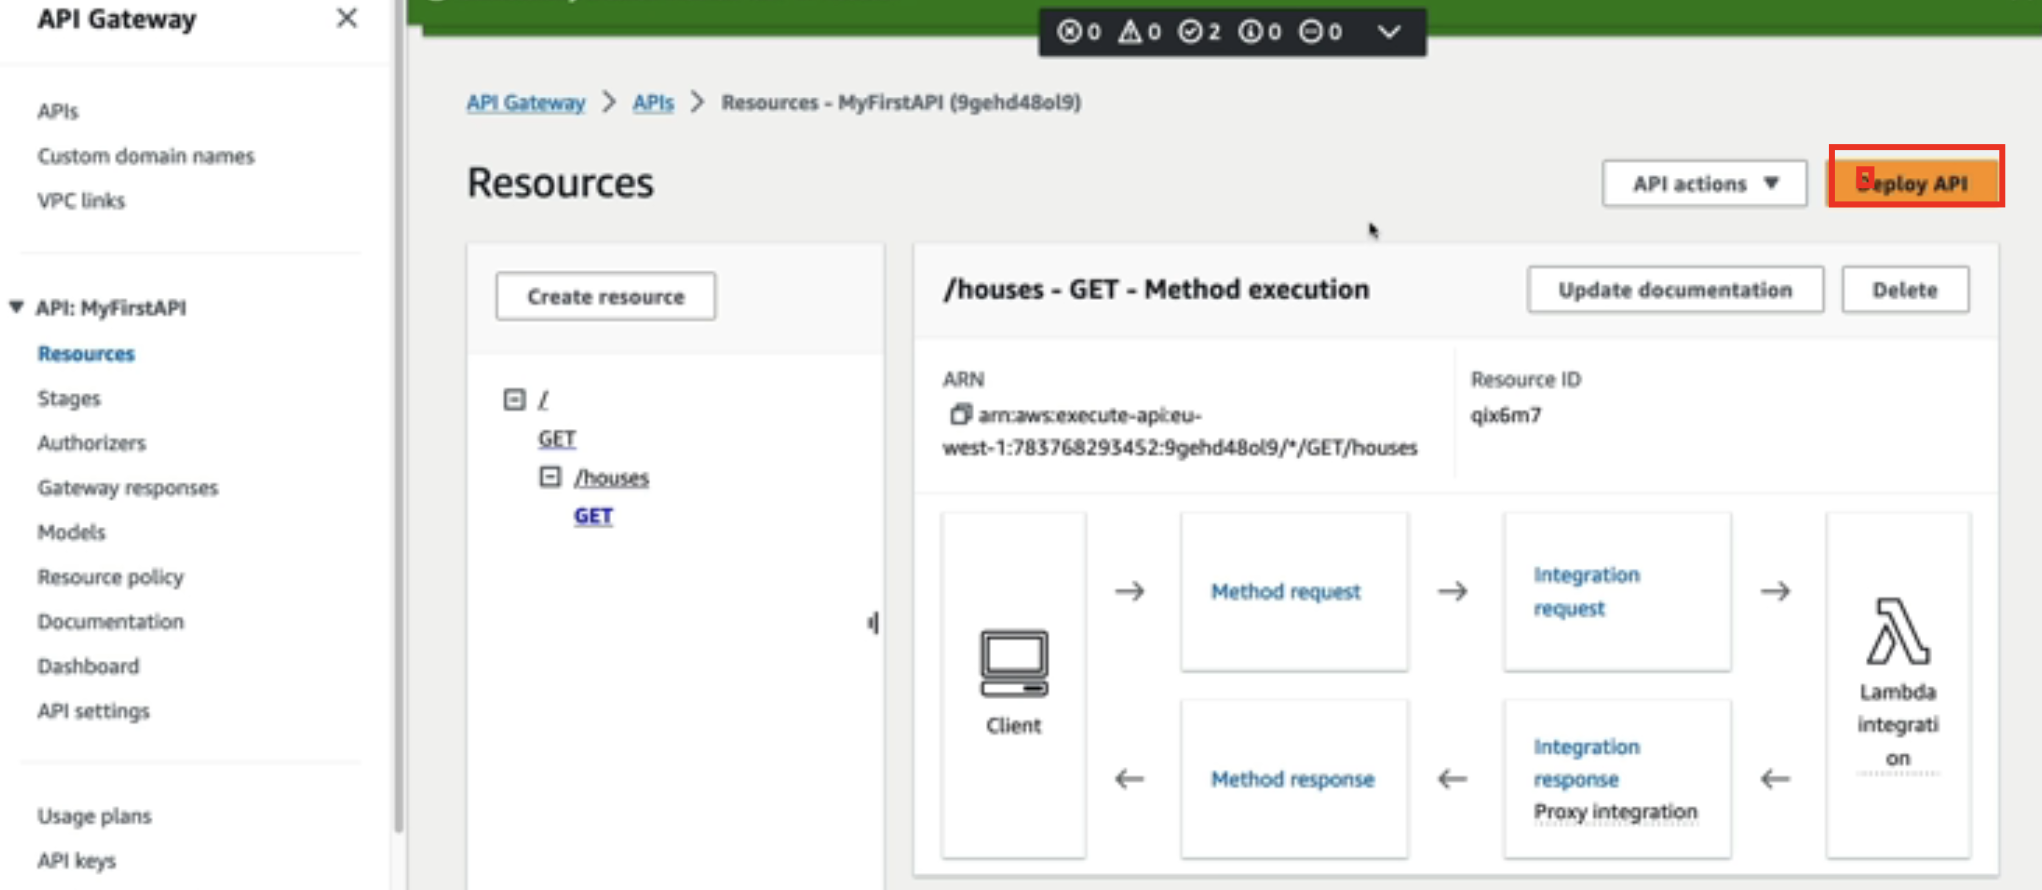 API Gateway
APIs
Custom domain names
VPC links
API: MyFirstAPI
Resources
Stages
Authorizers
Gateway responses
Models
Resource policy
Documentation
Dashboard
API settings
Usage plans
API keys
0 0 2 0 0
API Gateway > APIs > Resources - MyFirstAPI (9gehd48ol9)
Resources
API actions
Deploy API
Create resource
/
GET
/houses
GET
/houses - GET - Method execution
Update documentation
Delete
ARN
arn:aws:execute-api:eu-
west-1:783768293452:9gehd48ol9/*/GET/houses
Resource ID
qix6m7
Client
Method request
Integration
request
Lambda
integrati
on
Method response
Integration
response
Proxy integration